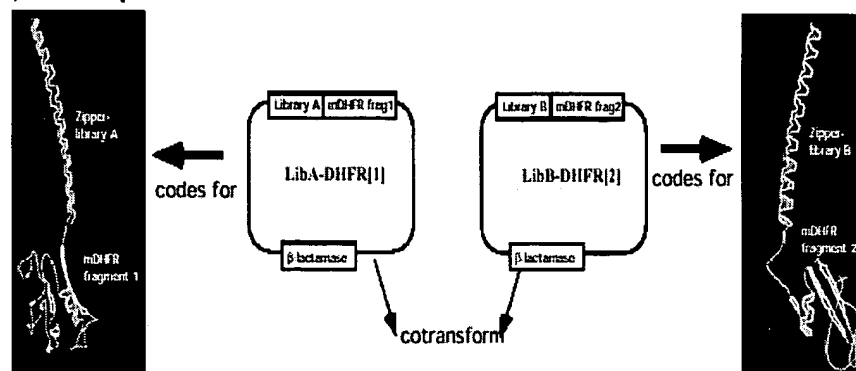 Zipper-
library A
mDHFR
fragment 1
codes for
Library A mDHFR frag1
LibA-DHFR[1]
β-lactamase
Library B mDHFR frag2
LibB-DHFR[2]
β-lactamase
cotransform
codes for
Zipper-
library B
mDHFR
fragment 2